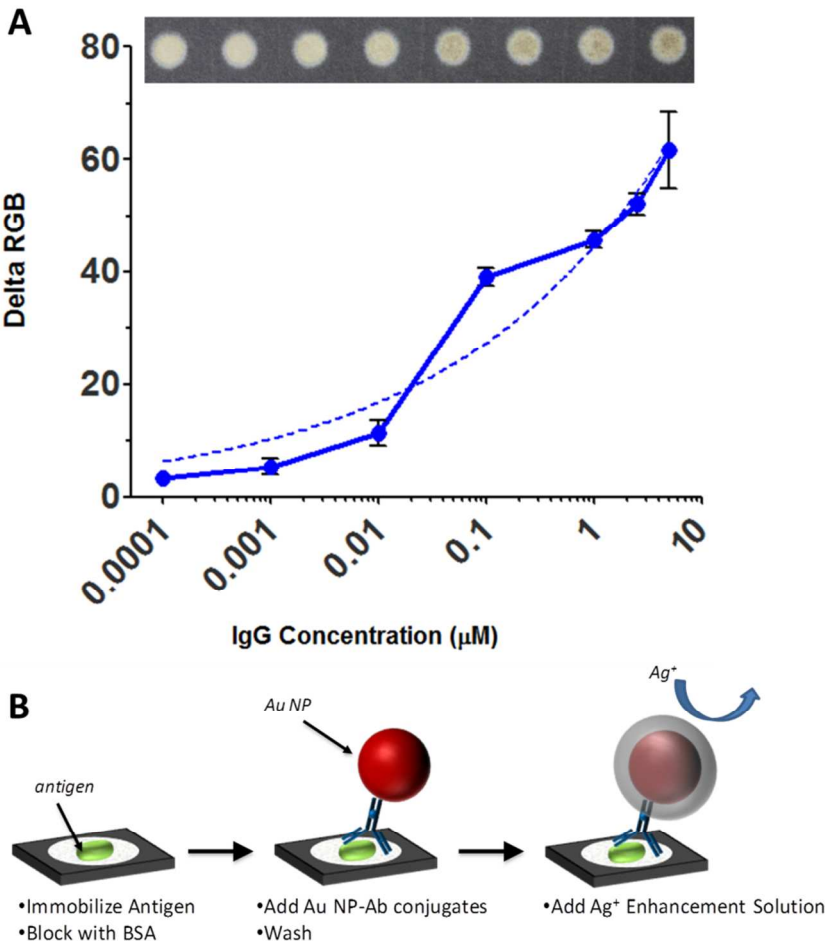 A
80
60
40
20
0
Delta RGB
0.0001
0.001
0.01
0.1
1
10
IgG Concentration (μM)
B
antigen
Au NP
Ag⁺
•Immobilize Antigen
•Block with BSA
•Add Au NP-Ab conjugates
•Wash
•Add Ag⁺ Enhancement Solution